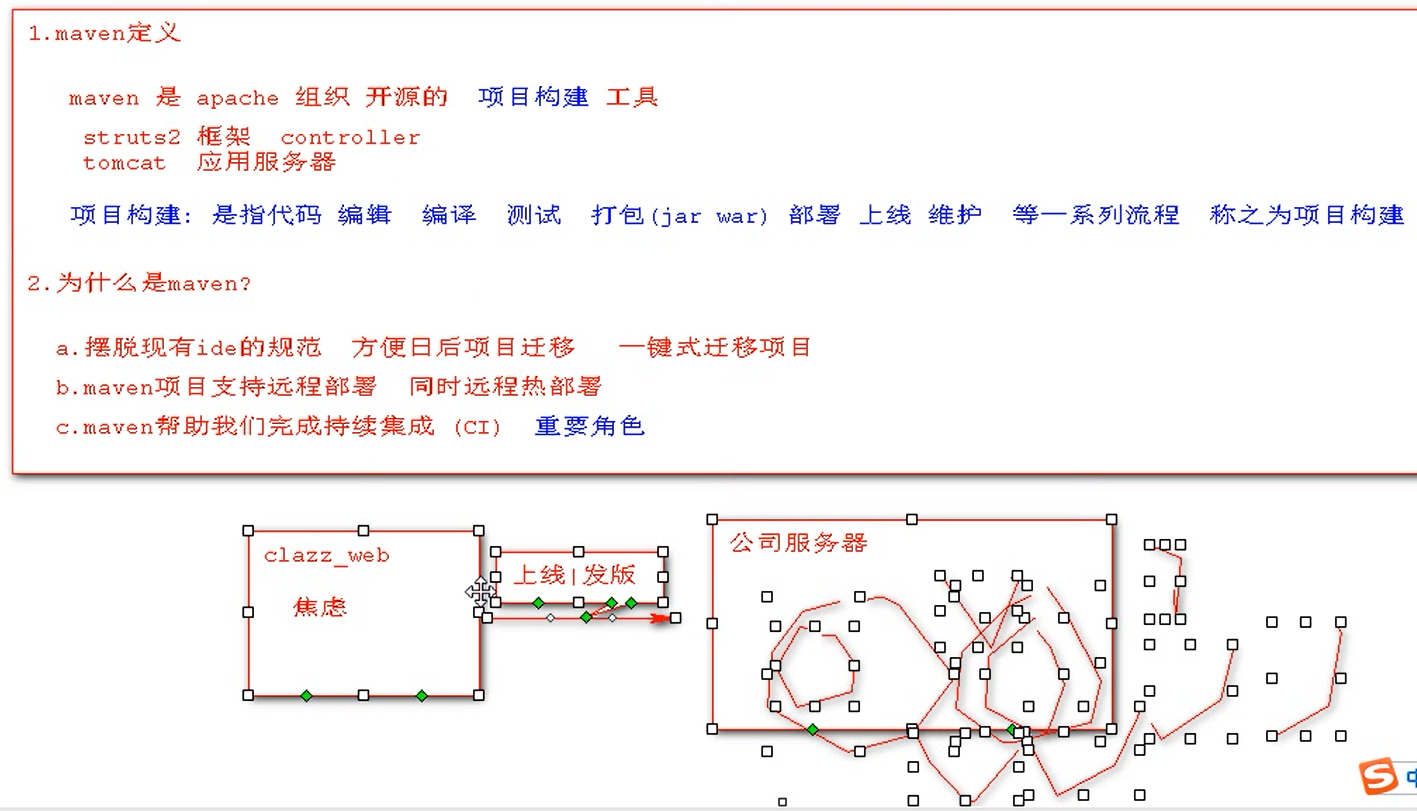 1.maven定义
maven 是 apache 组织 开源的 项目构建 工具
struts2 框架 controller
tomcat 应用服务器
项目构建: 是指代码 编辑 编译 测试 打包(jar war) 部署 上线 维护 等一系列流程 称之为项目构建
2.为什么是maven?
a.摆脱现有ide的规范 方便日后项目迁移 一键式迁移项目
b.maven项目支持远程部署 同时远程热部署
c.maven帮助我们完成持续集成 (CI) 重要角色
clazz_web
焦虑
上线|发版
公司服务器
S